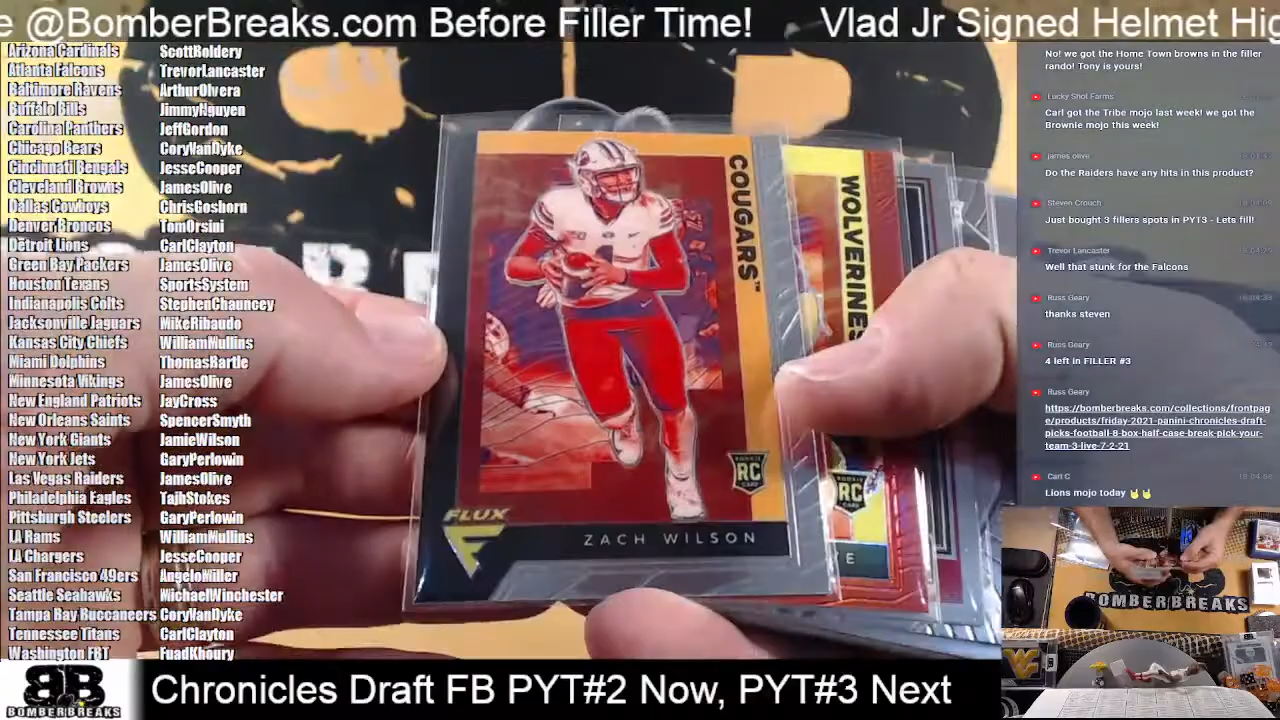 e @BomberBreaks.com Before Filler Time! Vlad Jr Signed Helmet Hig
Arizona Cardinals ScottBoldery
Atlanta Falcons TrevorLancaster
Baltimore Ravens ArthurOlvera
Buffalo Bills JimmyNguyen
Carolina Panthers JeffGordon
Chicago Bears CoryVanDyke
Cincinnati Bengals JesseCooper
Cleveland Browns JamesOlive
Dallas Cowboys ChrisGoshorn
Denver Broncos TomOrsini
Detroit Lions CarlClayton
Green Bay Packers JamesOlive
Houston Texans SportsSystem
Indianapolis Colts StephenChauncey
Jacksonville Jaguars MikeRibaudo
Kansas City Chiefs WilliamMullins
Miami Dolphins ThomasBartle
Minnesota Vikings JamesOlive
New England Patriots JayCross
New Orleans Saints SpencerSmyth
New York Giants JamieWilson
New York Jets GaryPerlowin
Las Vegas Raiders JamesOlive
Philadelphia Eagles TajhStokes
Pittsburgh Steelers GaryPerlowin
LA Rams WilliamMullins
LA Chargers JesseCooper
San Francisco 49ers AngeloMiller
Seattle Seahawks MichaelWinchester
Tampa Bay Buccaneers CoryVanDyke
Tennessee Titans CarlClayton
Washington FBT FuadKhoury
COUGARS™
WOLVERINES
ROOKIE
RC
CARD
RC
FLUX
ZACH WILSON
E
No! we got the Home Town browns in the filler
rando! Tony is yours!
Lucky Shot Farms
Carl got the Tribe mojo last week! we got the
Brownie mojo this week!
james olive
Do the Raiders have any hits in this product?
Steven Crouch
Just bought 3 fillers spots in PYT3 - Lets fill!
Trevor Lancaster
Well that stunk for the Falcons
Russ Geary
thanks steven
Russ Geary
4 left in FILLER #3
Russ Geary
https://bomberbreaks.com/collections/frontpag
e/products/friday-2021-panini-chronicles-draft-
picks-football-8-box-half-case-break-pick-your-
team-3-live-7-2-21
Carl C
Lions mojo today
BOMBERBREAKS
BB
BOMBERBREAKS
Chronicles Draft FB PYT#2 Now, PYT#3 Next